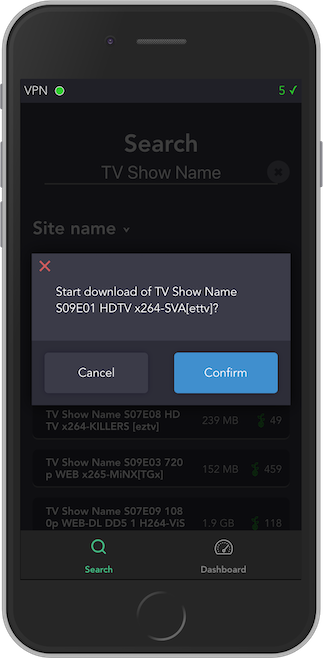 VPN
5 ✓
Search
TV Show Name
Site name
Start download of TV Show Name
S09E01 HDTV x264-SVA[ettv]?
Cancel
Confirm
TV Show Name S07E08 HD
TV x264-KILLERS [eztv]
239 MB
49
TV Show Name S09E03 720
p WEB x265-MiNX[TGx]
152 MB
459
TV Show Name S07E09 108
0p WEB-DL DD5 1 H264-ViS
1.9 GB
118
Search
Dashboard